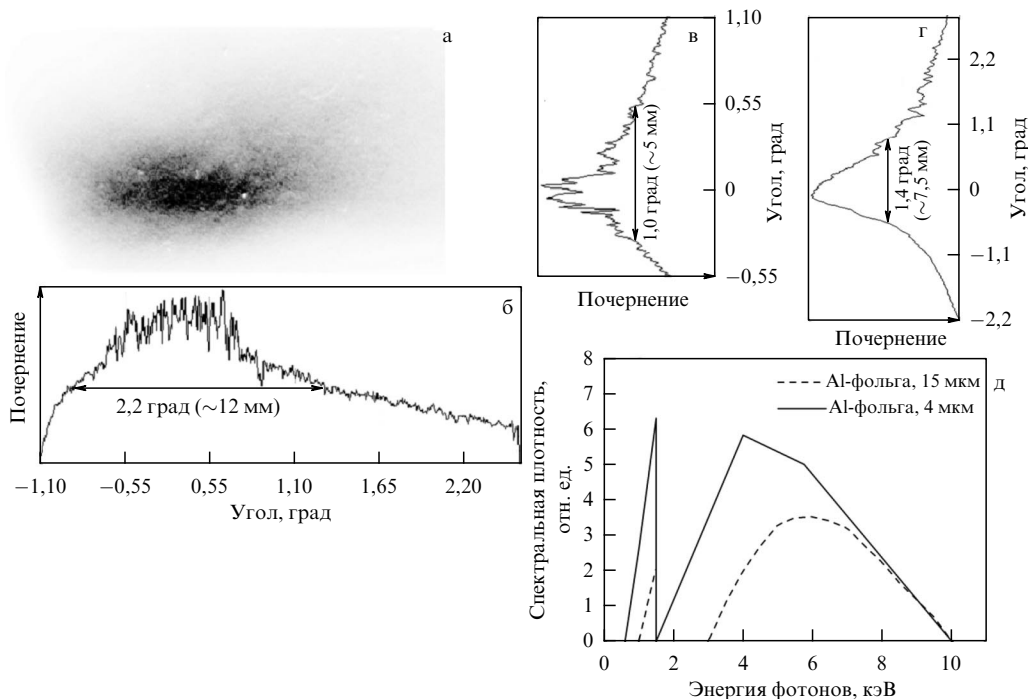 а
Почернение
б
2,2 град (~12 мм)
−1,10 −0,55 0,55 1,10 1,65 2,20
Угол, град
в
1,10
0,55
0
−0,55
Угол, град
1,0 град (~5 мм)
Почернение
г
2,2
1,1
0
−1,1
−2,2
Угол, град
1,4 град
(~7,5 мм)
Почернение
д
Спектральная плотность,
отн. ед.
8
7
6
5
4
3
2
1
0
Al-фольга, 15 мкм
Al-фольга, 4 мкм
0 2 4 6 8 10
Энергия фотонов, кэВ